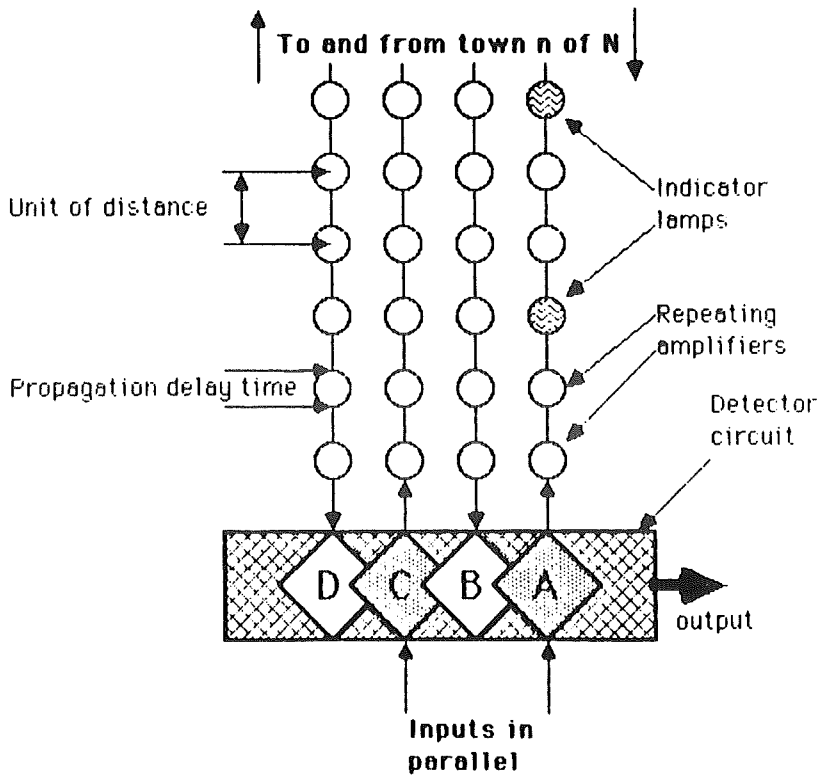 To and from town n of N
Unit of distance
Indicator
lamps
Repeating
amplifiers
Propagation delay time
Detector
circuit
D C B A
output
Inputs in
parallel